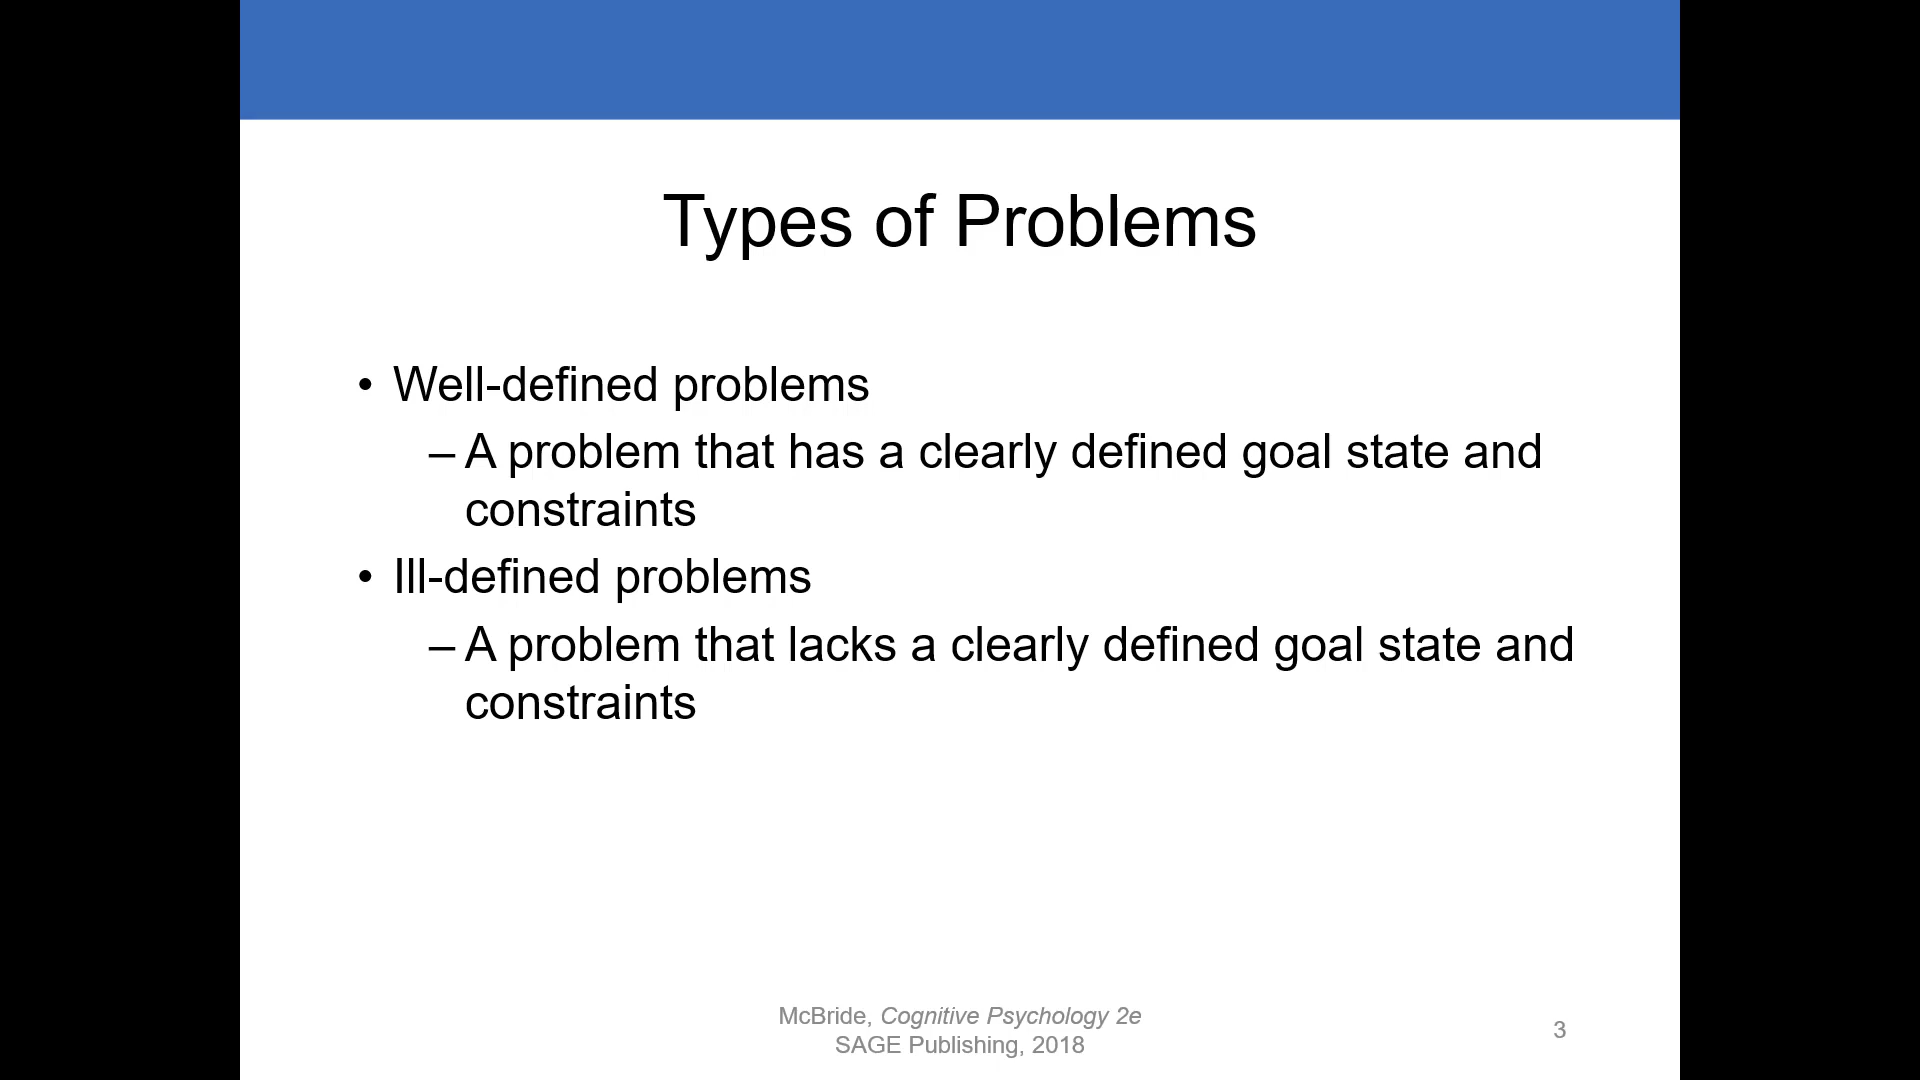 Types of Problems
• Well-defined problems
– A problem that has a clearly defined goal state and
constraints
• Ill-defined problems
– A problem that lacks a clearly defined goal state and
constraints
McBride, Cognitive Psychology 2e
SAGE Publishing, 2018
3